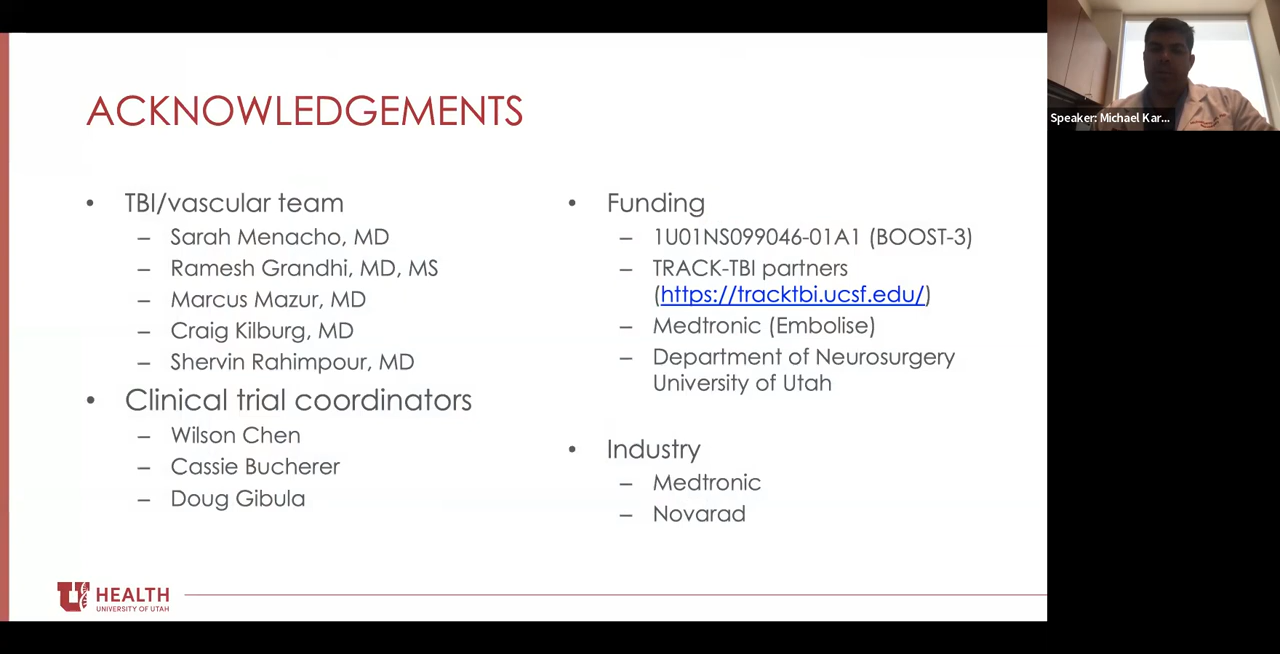 ACKNOWLEDGEMENTS
• TBI/vascular team
– Sarah Menacho, MD
– Ramesh Grandhi, MD, MS
– Marcus Mazur, MD
– Craig Kilburg, MD
– Shervin Rahimpour, MD
• Clinical trial coordinators
– Wilson Chen
– Cassie Bucherer
– Doug Gibula
• Funding
– 1U01NS099046-01A1 (BOOST-3)
– TRACK-TBI partners
(https://tracktbi.ucsf.edu/)
– Medtronic (Embolise)
– Department of Neurosurgery
University of Utah
• Industry
– Medtronic
– Novarad
U HEALTH
UNIVERSITY OF UTAH
Speaker: Michael Kar...